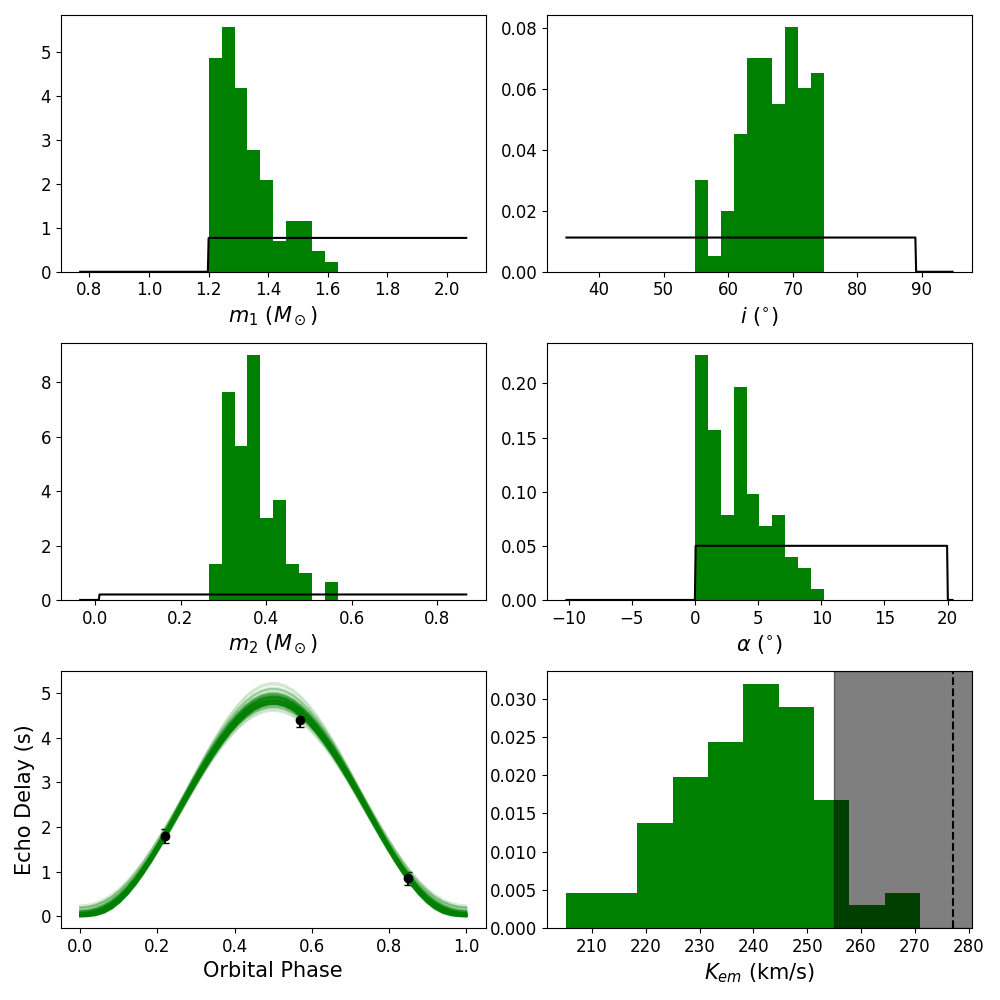 5
4
3
2
1
0
0.8 1.0 1.2 1.4 1.6 1.8 2.0
m₁ (M⊙)
0.08
0.06
0.04
0.02
0.00
40 50 60 70 80 90
i (°)
8
6
4
2
0
0.0 0.2 0.4 0.6 0.8
m₂ (M⊙)
0.20
0.15
0.10
0.05
0.00
−10 −5 0 5 10 15 20
α (°)
Echo Delay (s)
5
4
3
2
1
0
0.0 0.2 0.4 0.6 0.8 1.0
Orbital Phase
0.030
0.025
0.020
0.015
0.010
0.005
0.000
210 220 230 240 250 260 270 280
K_em (km/s)